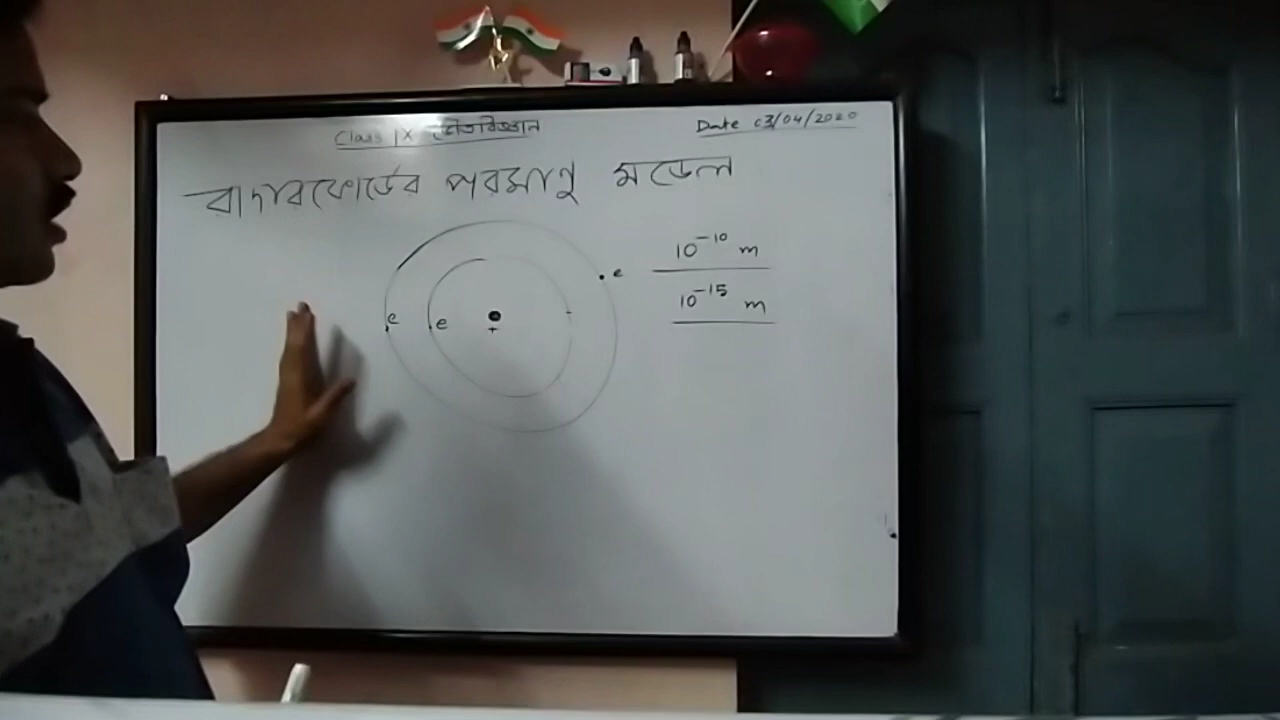 Class IX ভৌতবিজ্ঞান
Date 03/04/2020
রাদারফোর্ডের পরমাণু মডেল
10⁻¹⁰ m
e
10⁻¹⁵ m
e e
+